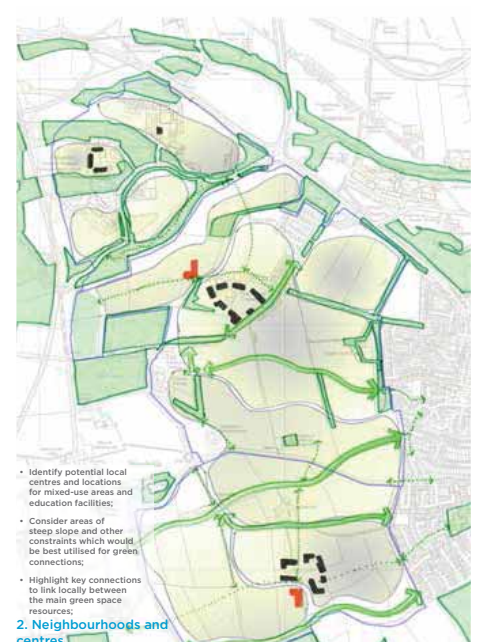 • Identify potential local
centres and locations
for mixed-use areas and
education facilities;
• Consider areas of
steep slope and other
constraints which would
be best utilised for green
connections;
• Highlight key connections
to link locally between
the main green space
resources;
2. Neighbourhoods and
centres